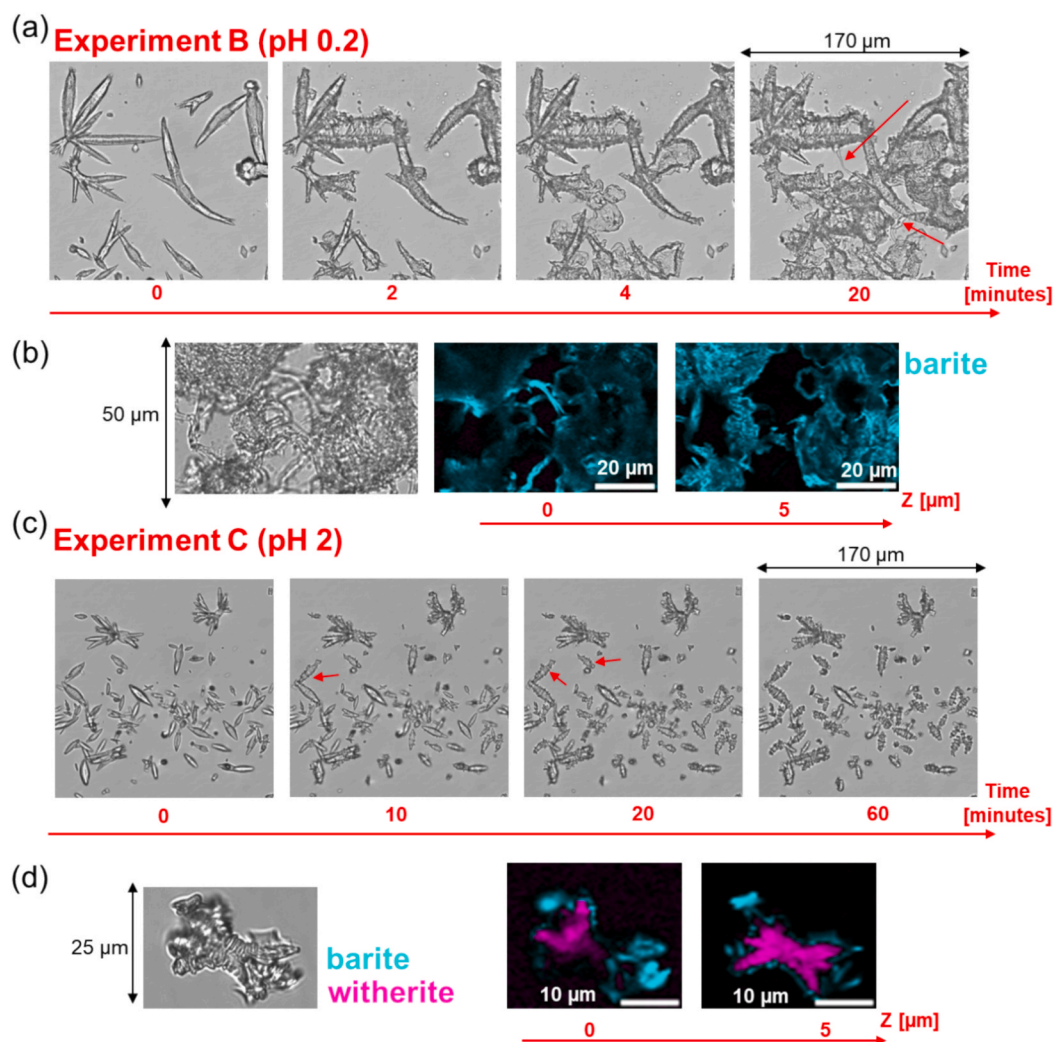 (a)
Experiment B (pH 0.2)
170 µm
0
2
4
20
Time
[minutes]
(b)
50 µm
barite
20 µm
20 µm
0
5
Z [µm]
(c)
Experiment C (pH 2)
170 µm
0
10
20
60
Time
[minutes]
(d)
25 µm
barite
witherite
10 µm
10 µm
0
5
Z [µm]